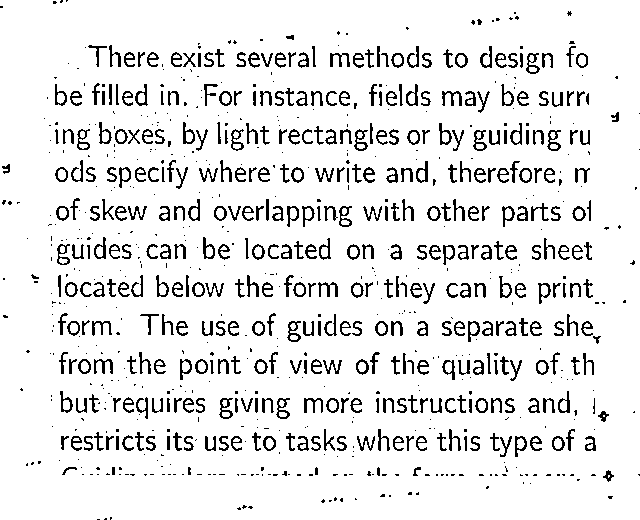 There exist several methods to design fo
be filled in. For instance, fields may be surr
ing boxes, by light rectangles or by guiding ru
ods specify where to write and, therefore, m
of skew and overlapping with other parts of
guides can be located on a separate sheet
located below the form or they can be print
form. The use of guides on a separate she
from the point of view of the quality of th
but requires giving more instructions and,
restricts its use to tasks where this type of a